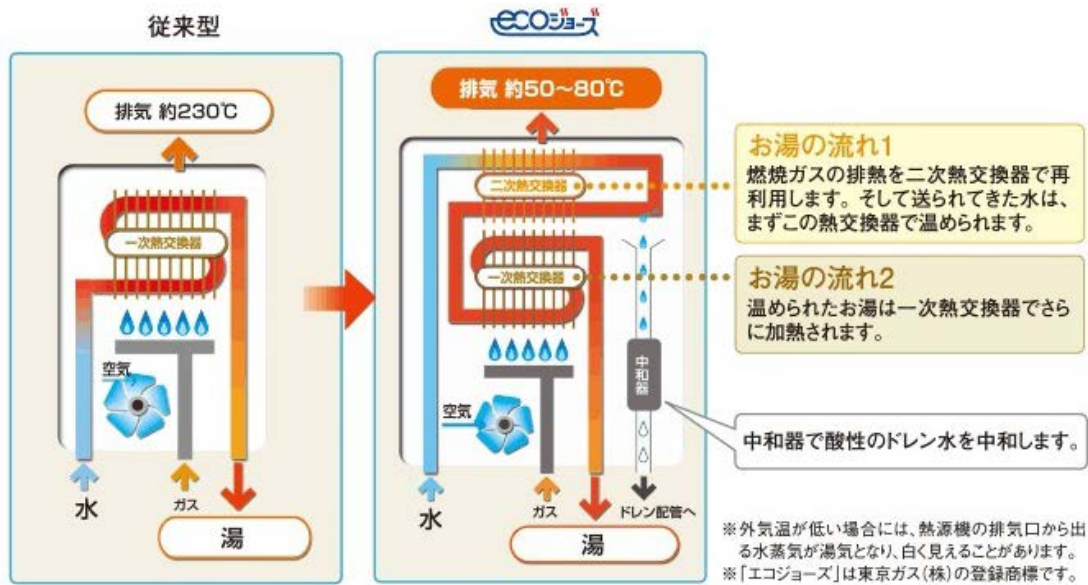 従来型
ecoジョーズ
排気 約230℃
一次熱交換器
空気
水
ガス
湯
排気 約50～80℃
二次熱交換器
一次熱交換器
中和器
空気
水
ガス
ドレン配管へ
湯
お湯の流れ1
燃焼ガスの排熱を二次熱交換器で再
利用します。そして送られてきた水は、
まずこの熱交換器で温められます。
お湯の流れ2
温められたお湯は一次熱交換器でさら
に加熱されます。
中和器で酸性のドレン水を中和します。
※外気温が低い場合には、熱源機の排気口から出
る水蒸気が湯気となり、白く見えることがあります。
※「エコジョーズ」は東京ガス(株)の登録商標です。